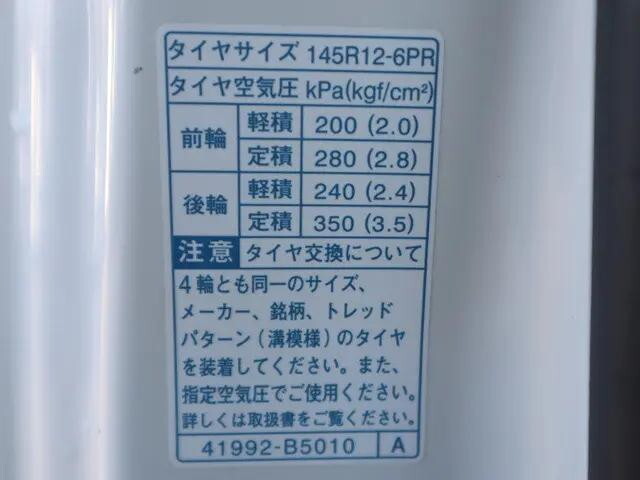 タイヤサイズ 145R12-6PR
タイヤ空気圧 kPa(kgf/cm²)
前輪 軽積 200 (2.0)
定積 280 (2.8)
後輪 軽積 240 (2.4)
定積 350 (3.5)
注意 タイヤ交換について
4輪とも同一のサイズ、
メーカー、銘柄、トレッド
パターン(溝模様)のタイヤ
を装着してください。また、
指定空気圧でご使用ください。
詳しくは取扱書をご覧ください。
41992-B5010 A